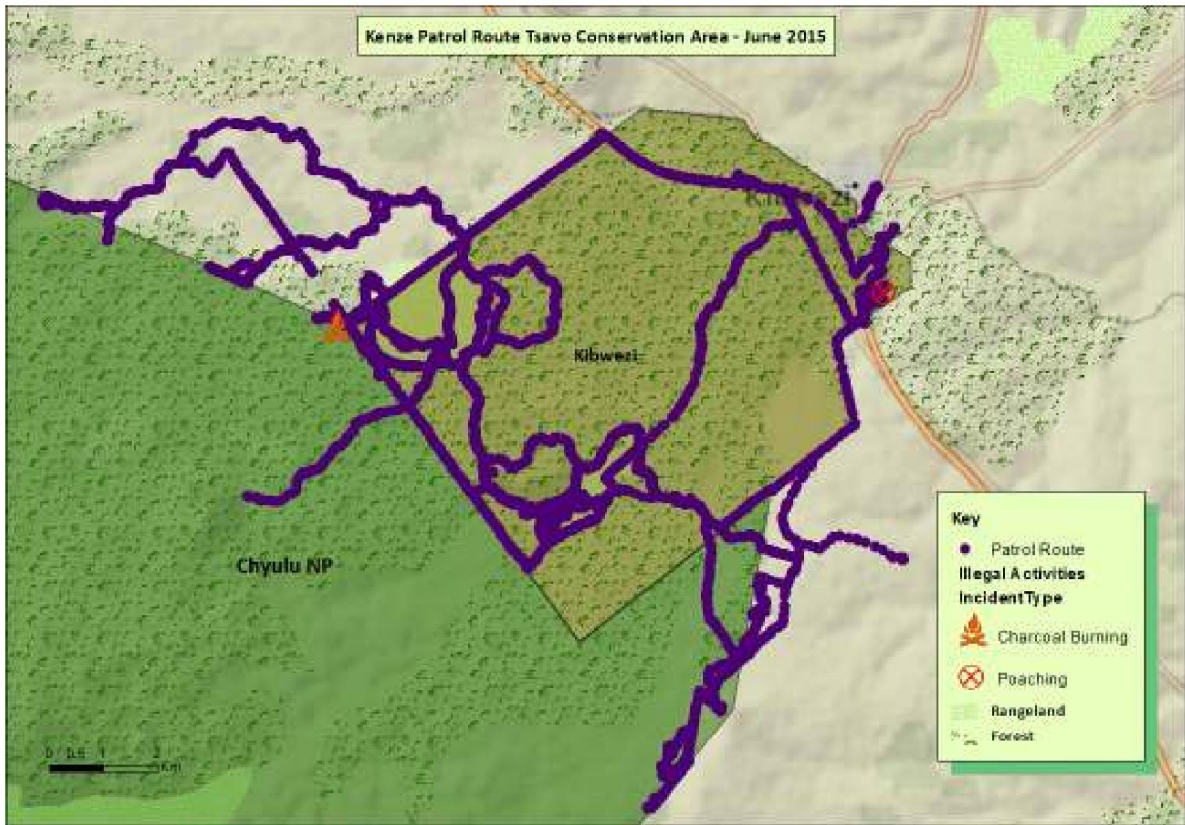 Kenze Patrol Route Tsavo Conservation Area - June 2015
Kibwezi
Chyulu NP
Key
Patrol Route
Illegal Activities
IncidentType
Charcoal Burning
Poaching
Rangeland
Forest
0 0.5 1 2
Km